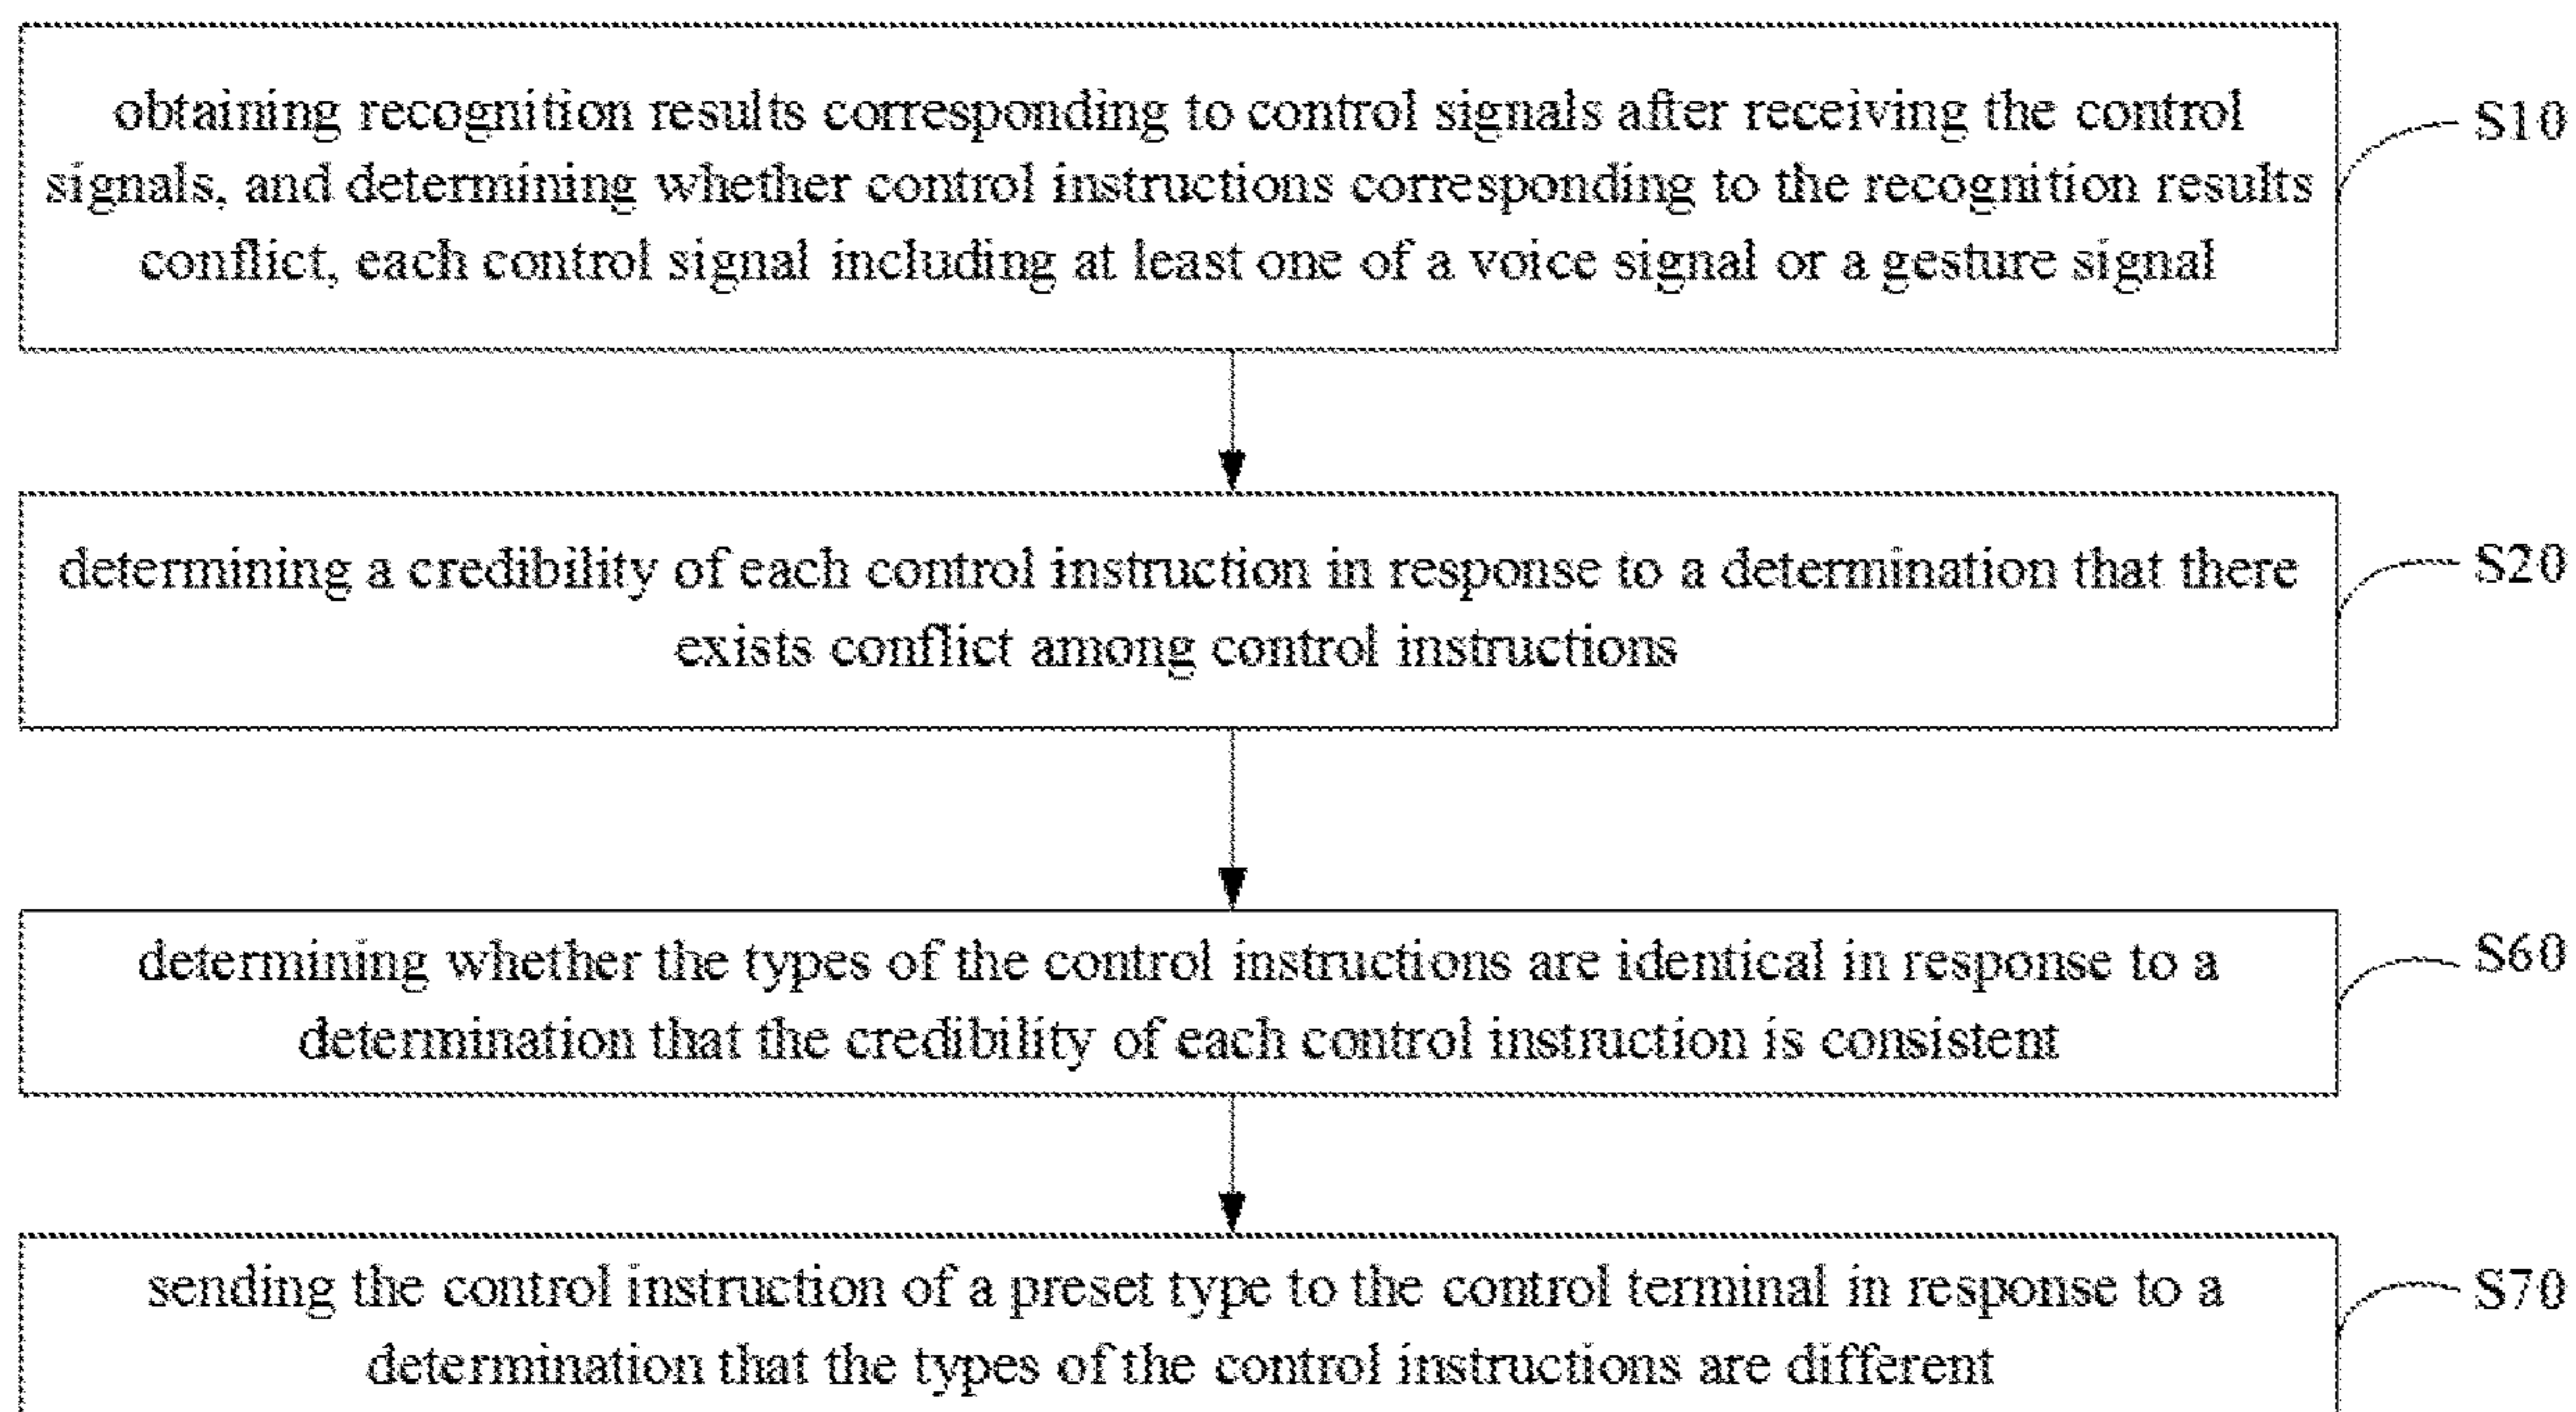 obtaining recognition results corresponding to control signals after receiving the control
signals, and determining whether control instructions corresponding to the recognition results
conflict, each control signal including at least one of a voice signal or a gesture signal
S10
determining a credibility of each control instruction in response to a determination that there
exists conflict among control instructions
S20
determining whether the types of the control instructions are identical in response to a
determination that the credibility of each control instruction is consistent
S60
sending the control instruction of a preset type to the control terminal in response to a
determination that the types of the control instructions are different
S70